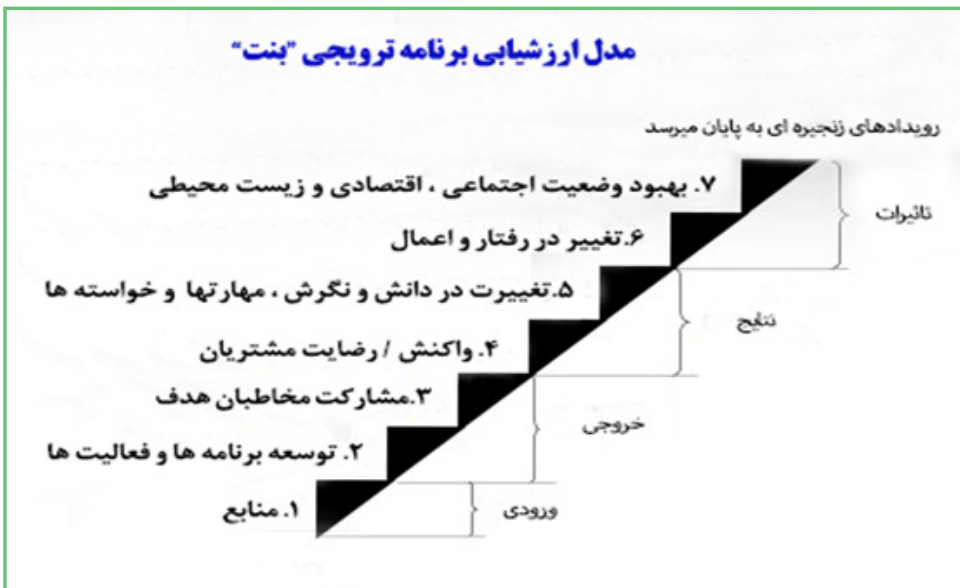 مدل ارزشیابی برنامه ترویجی "بنت"
رویدادهای زنجیره ای به پایان میرسد
۷. بهبود وضعیت اجتماعی ، اقتصادی و زیست محیطی
تاثیرات
۶.تغییر در رفتار و اعمال
۵.تغییرت در دانش و نگرش ، مهارتها و خواسته ها
نتایج
۴. واکنش / رضایت مشتریان
۳.مشارکت مخاطبان هدف
خروجی
۲. توسعه برنامه ها و فعالیت ها
۱. منابع
ورودی